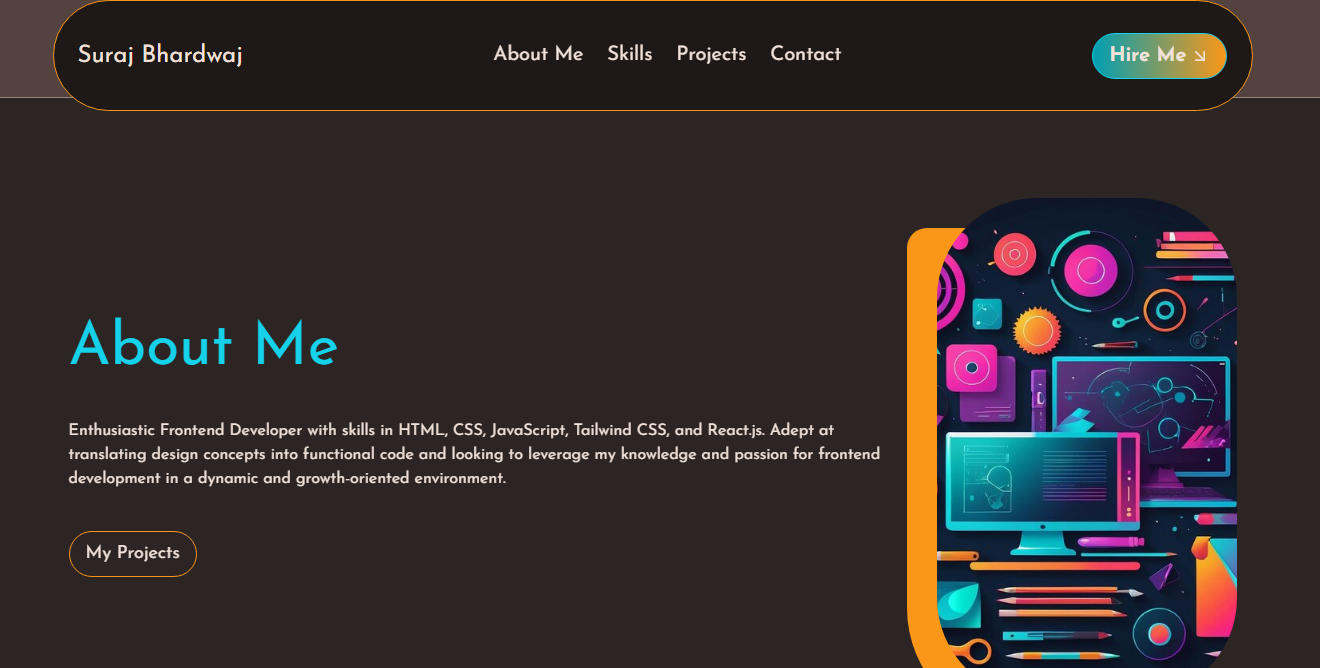 Suraj Bhardwaj
About Me Skills Projects Contact
Hire Me
About Me
Enthusiastic Frontend Developer with skills in HTML, CSS, JavaScript, Tailwind CSS, and React.js. Adept at
translating design concepts into functional code and looking to leverage my knowledge and passion for frontend
development in a dynamic and growth-oriented environment.
My Projects